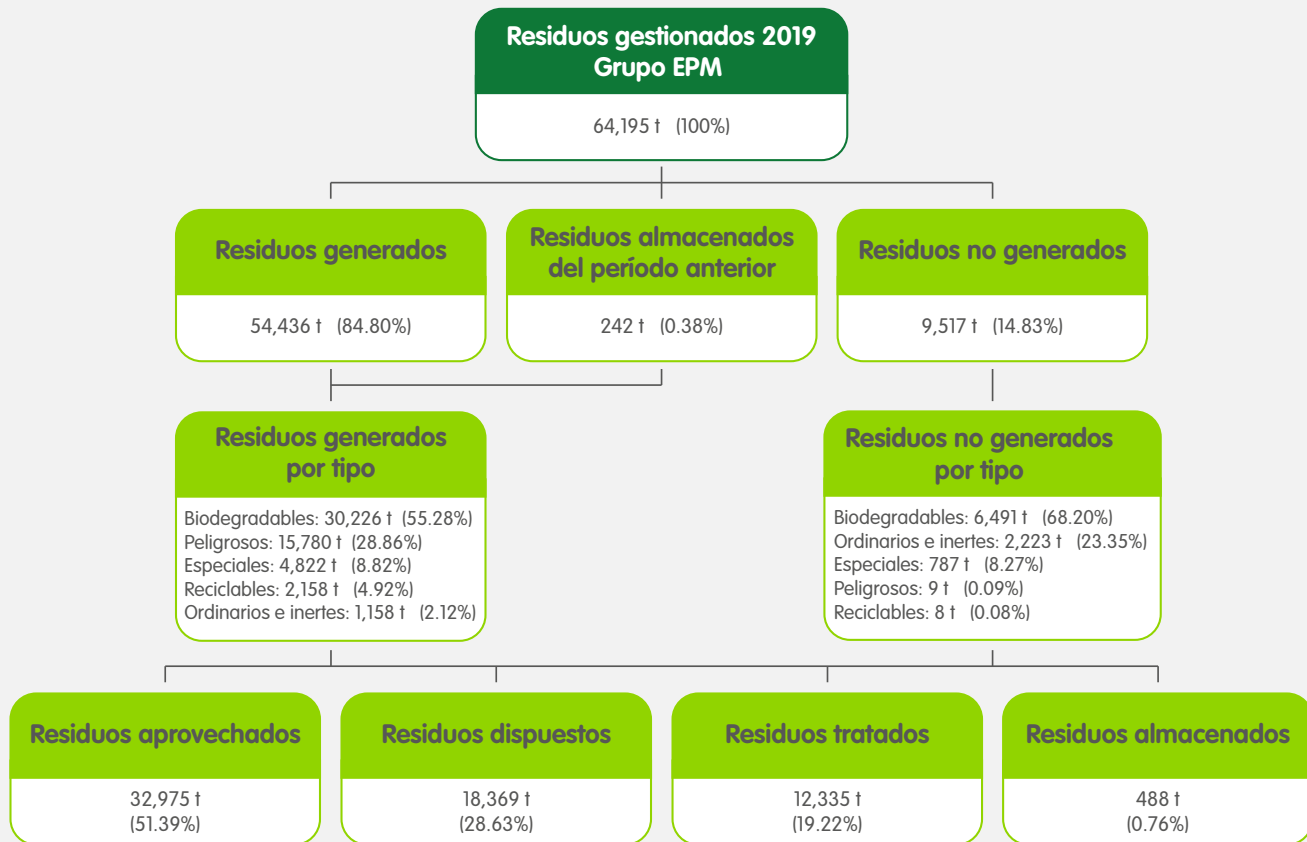 Residuos gestionados 2019
Grupo EPM
64,195 t (100%)
Residuos generados
54,436 t (84.80%)
Residuos almacenados
del período anterior
242 t (0.38%)
Residuos no generados
9,517 t (14.83%)
Residuos generados
por tipo
Biodegradables: 30,226 t (55.28%)
Peligrosos: 15,780 t (28.86%)
Especiales: 4,822 t (8.82%)
Reciclables: 2,158 t (4.92%)
Ordinarios e inertes: 1,158 t (2.12%)
Residuos no generados
por tipo
Biodegradables: 6,491 t (68.20%)
Ordinarios e inertes: 2,223 t (23.35%)
Especiales: 787 t (8.27%)
Peligrosos: 9 t (0.09%)
Reciclables: 8 t (0.08%)
Residuos aprovechados
32,975 t
(51.39%)
Residuos dispuestos
18,369 t
(28.63%)
Residuos tratados
12,335 t
(19.22%)
Residuos almacenados
488 t
(0.76%)